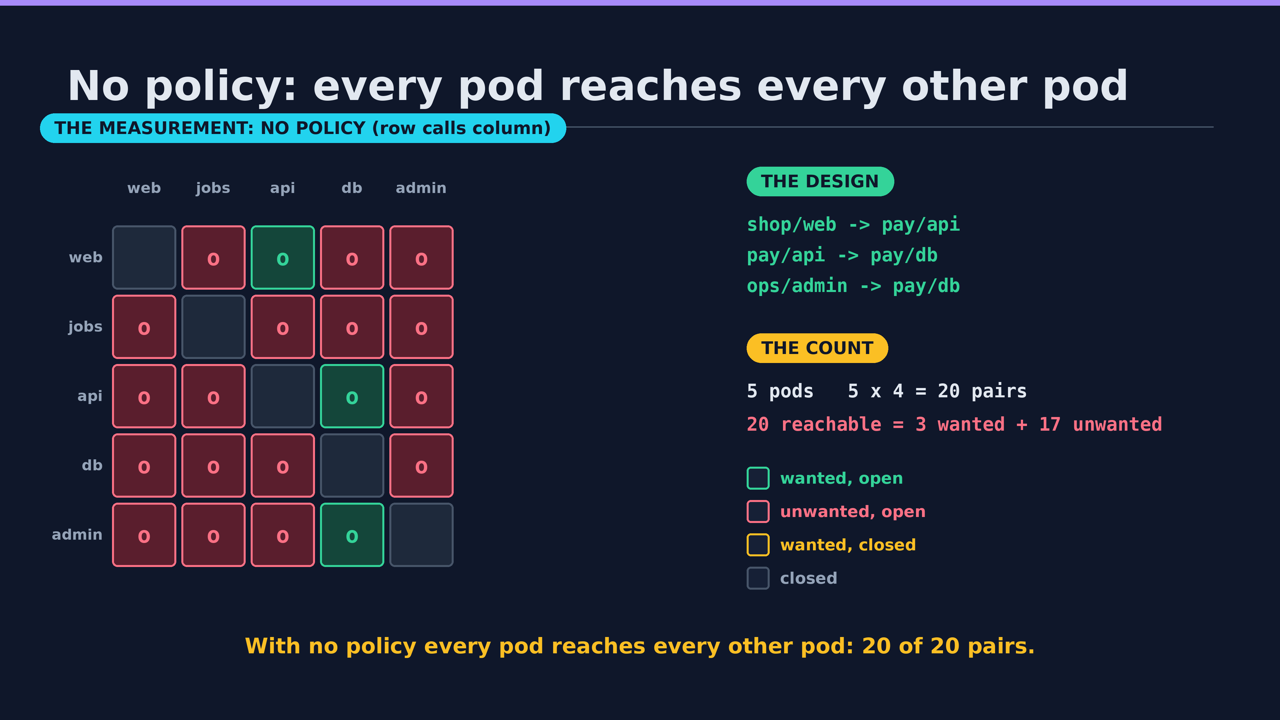 No policy: every pod reaches every other pod
THE MEASUREMENT: NO POLICY (row calls column)
web jobs api db admin
web o o o o
jobs o o o o
api o o o o
db o o o o
admin o o o o
THE DESIGN
shop/web -> pay/api
pay/api -> pay/db
ops/admin -> pay/db
THE COUNT
5 pods 5 x 4 = 20 pairs
20 reachable = 3 wanted + 17 unwanted
wanted, open
unwanted, open
wanted, closed
closed
With no policy every pod reaches every other pod: 20 of 20 pairs.